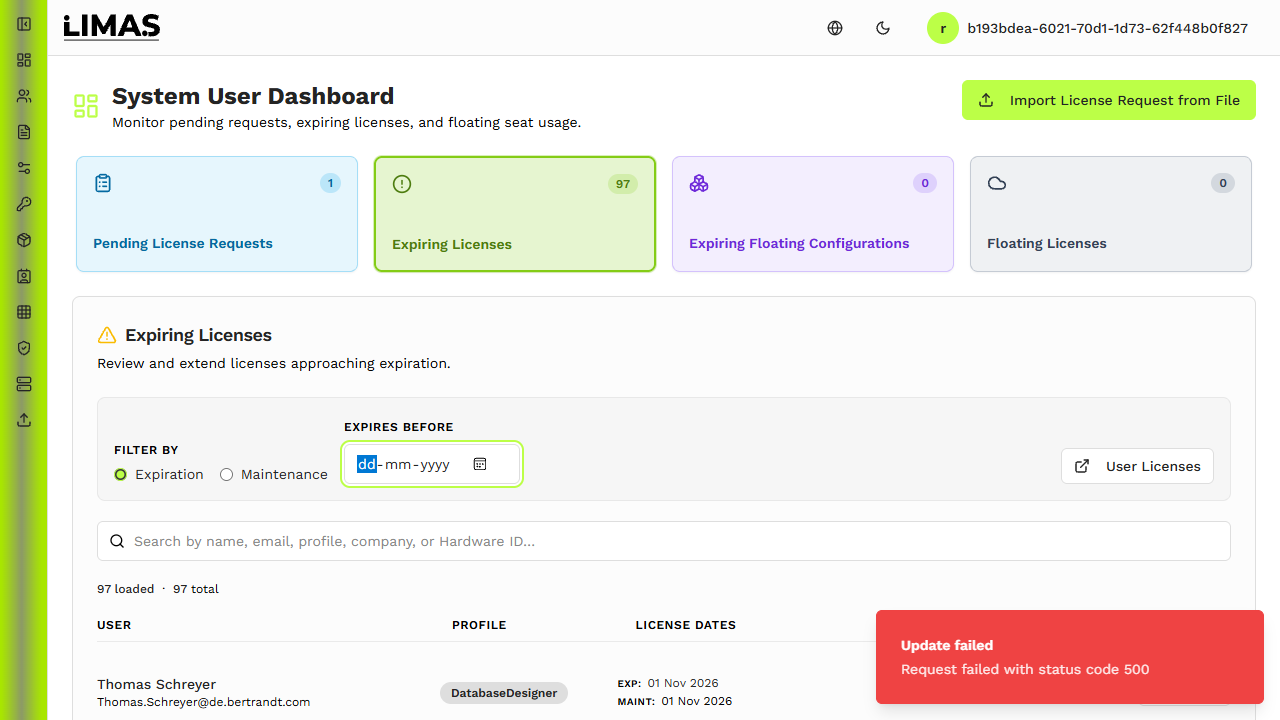 LIMAS
r
b193bdea-6021-70d1-1d73-62f448b0f827
System User Dashboard
Monitor pending requests, expiring licenses, and floating seat usage.
Import License Request from File
1
Pending License Requests
97
Expiring Licenses
0
Expiring Floating Configurations
0
Floating Licenses
Expiring Licenses
Review and extend licenses approaching expiration.
FILTER BY
Expiration
Maintenance
EXPIRES BEFORE
dd-mm-yyyy
User Licenses
Search by name, email, profile, company, or Hardware ID...
97 loaded · 97 total
USER
PROFILE
LICENSE DATES
Thomas Schreyer
Thomas.Schreyer@de.bertrandt.com
DatabaseDesigner
EXP: 01 Nov 2026
MAINT: 01 Nov 2026
Update failed
Request failed with status code 500